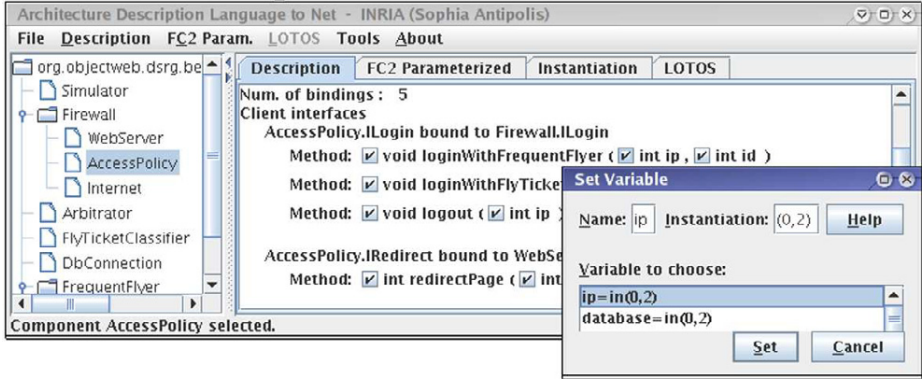 Architecture Description Language to Net - INRIA (Sophia Antipolis)
File Description FC2 Param. LOTOS Tools About
org.objectweb.dsrg.be
Simulator
Firewall
WebServer
AccessPolicy
Internet
Arbitrator
FlyTicketClassifier
DbConnection
FrequentFlyer
Description FC2 Parameterized Instantiation LOTOS
Num. of bindings : 5
Client interfaces
AccessPolicy.ILogin bound to Firewall.ILogin
Method: void loginWithFrequentFlyer ( int ip , int id )
Method: void loginWithFlyTicke
Method: void logout ( int ip )
AccessPolicy.IRedirect bound to WebSe
Method: int redirectPage ( int
Component AccessPolicy selected.
Set Variable
Name: ip Instantiation: (0,2) Help
Variable to choose:
ip=in(0,2)
database=in(0,2)
Set Cancel